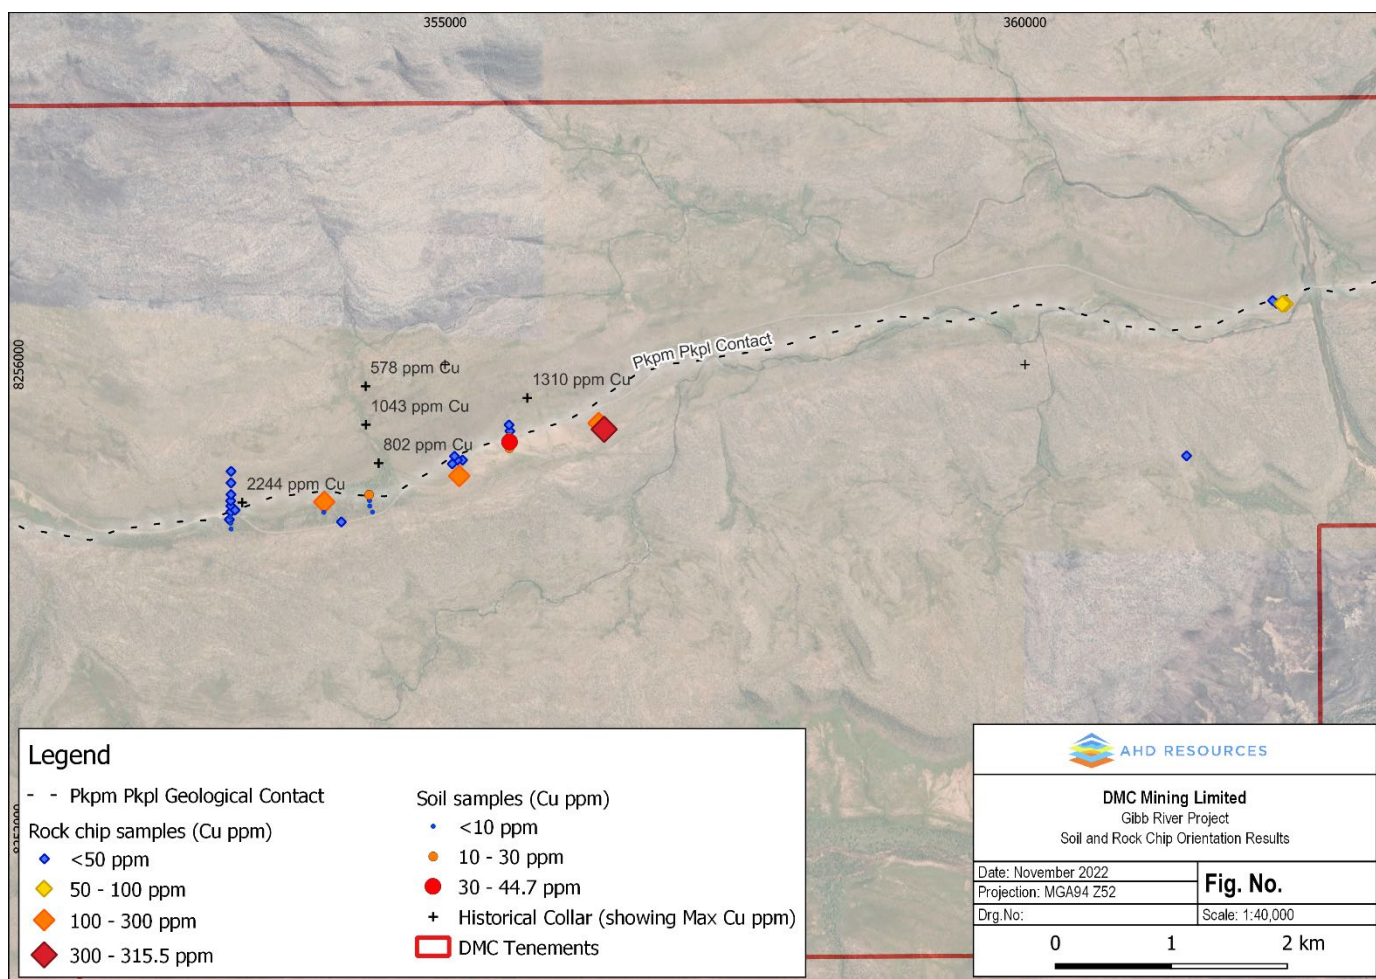 355000
360000
8256000
578 ppm Cu
1310 ppm Cu
1043 ppm Cu
802 ppm Cu
2244 ppm Cu
Pkpm Pkpl Contact
Legend
Pkpm Pkpl Geological Contact
Rock chip samples (Cu ppm)
<50 ppm
50 - 100 ppm
100 - 300 ppm
300 - 315.5 ppm
Soil samples (Cu ppm)
<10 ppm
10 - 30 ppm
30 - 44.7 ppm
Historical Collar (showing Max Cu ppm)
DMC Tenements
AHD RESOURCES
DMC Mining Limited
Gibb River Project
Soil and Rock Chip Orientation Results
Date: November 2022
Projection: MGA94 Z52
Drg.No:
Fig. No.
Scale: 1:40,000
0 1 2 km